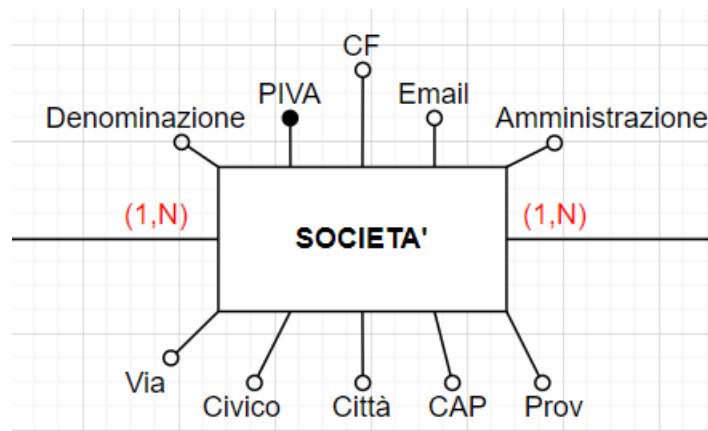 CF
PIVA
Email
Denominazione
Amministrazione
(1,N)
SOCIETA'
(1,N)
Via
Civico
Città
CAP
Prov